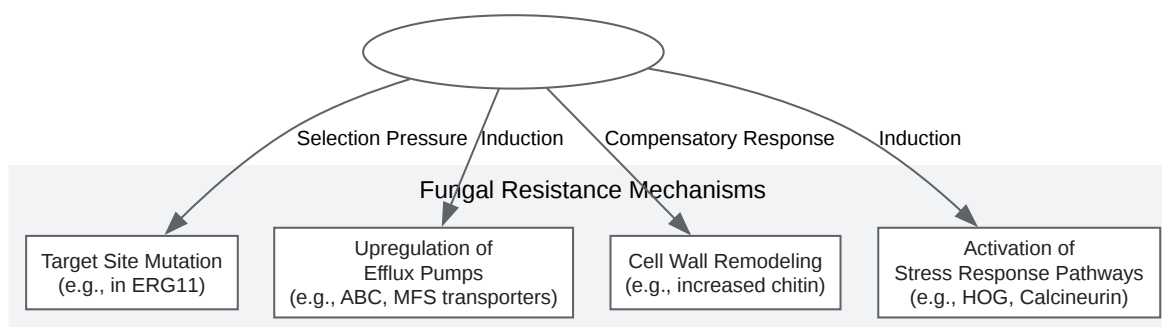 Selection Pressure
Induction
Compensatory Response
Induction
Fungal Resistance Mechanisms
Target Site Mutation
(e.g., in ERG11)
Upregulation of
Efflux Pumps
(e.g., ABC, MFS transporters)
Cell Wall Remodeling
(e.g., increased chitin)
Activation of
Stress Response Pathways
(e.g., HOG, Calcineurin)